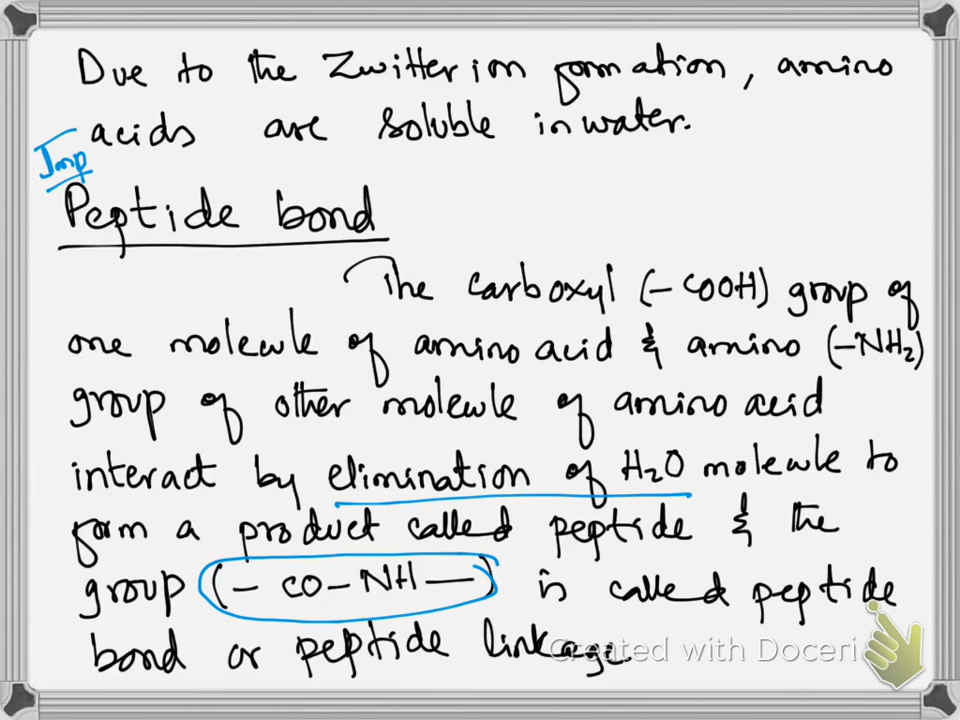 Due to the Zwitter ion formation, amino
acids are soluble in water.
Imp
Peptide bond
The carboxyl (-COOH) group of
one molecule of amino acid & amino (-NH2)
group of other molecule of amino acid
interact by elimination of H2O molecule to
form a product called peptide & the
group (- CO - NH -) is called peptide
bond or peptide linkage.
Created with Doceri